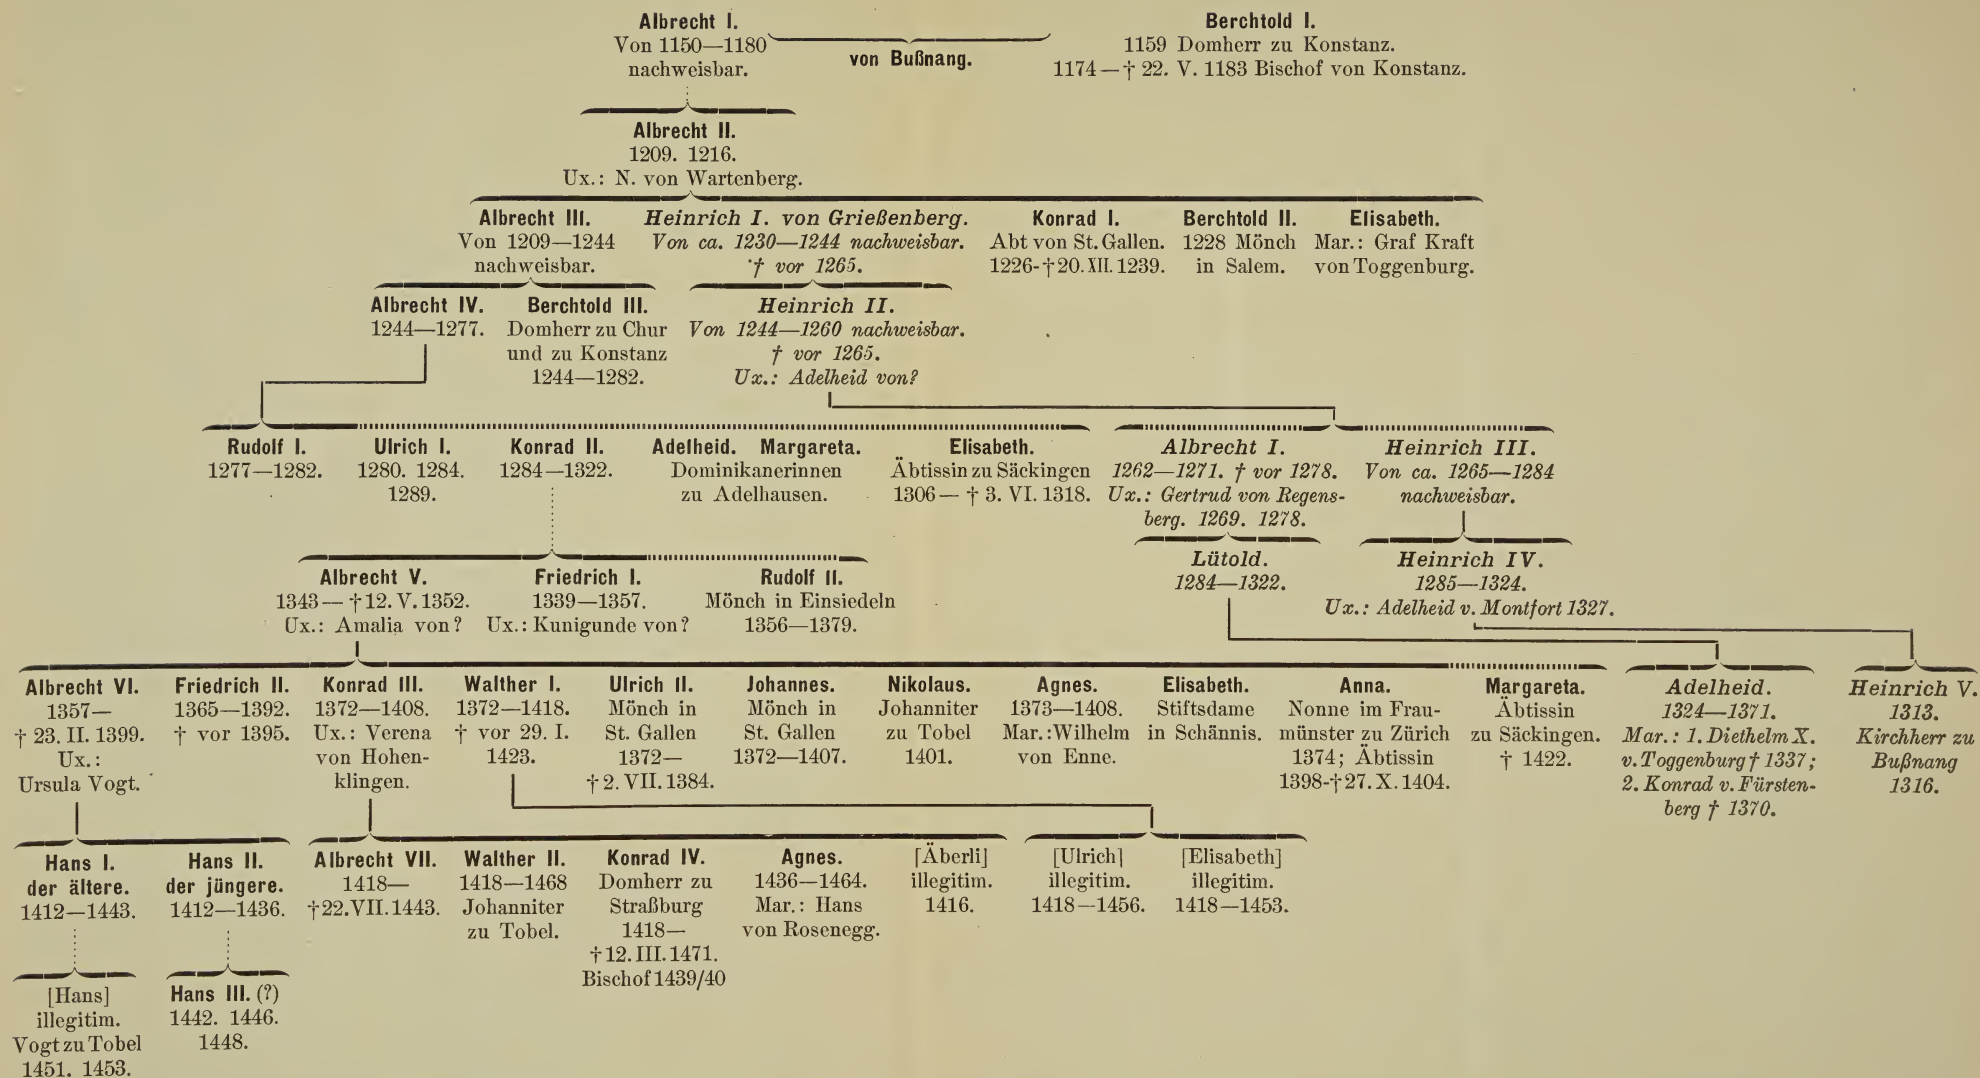 Albrecht I.
Von 1150—1180
nachweisbar.
von Bußnang.
Berchtold I.
1159 Domherr zu Konstanz.
1174 — † 22. V. 1183 Bischof von Konstanz.
Albrecht II.
1209. 1216.
Ux.: N. von Wartenberg.
Albrecht III.
Von 1209—1244
nachweisbar.
Heinrich I. von Grießenberg.
Von ca. 1230—1244 nachweisbar.
† vor 1265.
Konrad I.
Abt von St. Gallen.
1226-†20. XII. 1239.
Berchtold II.
1228 Mönch
in Salem.
Elisabeth.
Mar.: Graf Kraft
von Toggenburg.
Albrecht IV.
1244—1277.
Berchtold III.
Domherr zu Chur
und zu Konstanz
1244—1282.
Heinrich II.
Von 1244—1260 nachweisbar.
† vor 1265.
Ux.: Adelheid von?
Rudolf I.
1277—1282.
Ulrich I.
1280. 1284.
1289.
Konrad II.
1284—1322.
Adelheid. Margareta.
Dominikanerinnen
zu Adelhausen.
Elisabeth.
Äbtissin zu Säckingen
1306— † 3. VI. 1318.
Albrecht I.
1262—1271. † vor 1278.
Ux.: Gertrud von Regens-
berg. 1269. 1278.
Heinrich III.
Von ca. 1265—1284
nachweisbar.
Lütold.
1284—1322.
Heinrich IV.
1285—1324.
Ux.: Adelheid v. Montfort 1327.
Albrecht V.
1343— †12. V. 1352.
Ux.: Amalia von?
Friedrich I.
1339—1357.
Ux.: Kunigunde von?
Rudolf II.
Mönch in Einsiedeln
1356—1379.
Albrecht VI.
1357—
† 23. II. 1399.
Ux.:
Ursula Vogt.
Friedrich II.
1365—1392.
† vor 1395.
Konrad III.
1372—1408.
Ux.: Verena
von Hohen-
klingen.
Walther I.
1372—1418.
† vor 29. I.
1423.
Ulrich II.
Mönch in
St. Gallen
1372—
†2. VII. 1384.
Johannes.
Mönch in
St. Gallen
1372—1407.
Nikolaus.
Johanniter
zu Tobel
1401.
Agnes.
1373—1408.
Mar.: Wilhelm
von Enne.
Elisabeth.
Stiftsdame
in Schännis.
Anna.
Nonne im Frau-
münster zu Zürich
1374; Äbtissin
1398-†27. X. 1404.
Margareta.
Äbtissin
zu Säckingen.
† 1422.
Adelheid.
1324—1371.
Mar.: 1. Diethelm X.
v. Toggenburg † 1337;
2. Konrad v. Fürsten-
berg † 1370.
Heinrich V.
1313.
Kirchherr zu
Bußnang
1316.
Hans I.
der ältere.
1412—1443.
Hans II.
der jüngere.
1412—1436.
Albrecht VII.
1418—
†22. VII. 1443.
Walther II.
1418—1468
Johanniter
zu Tobel.
Konrad IV.
Domherr zu
Straßburg
1418—
†12. III. 1471.
Bischof 1439/40
Agnes.
1436—1464.
Mar.: Hans
von Rosenegg.
[Äberli]
illegitim.
1416.
[Ulrich]
illegitim.
1418—1456.
[Elisabeth]
illegitim.
1418—1453.
[Hans]
illegitim.
Vogt zu Tobel
1451. 1453.
Hans III. (?)
1442. 1446.
1448.